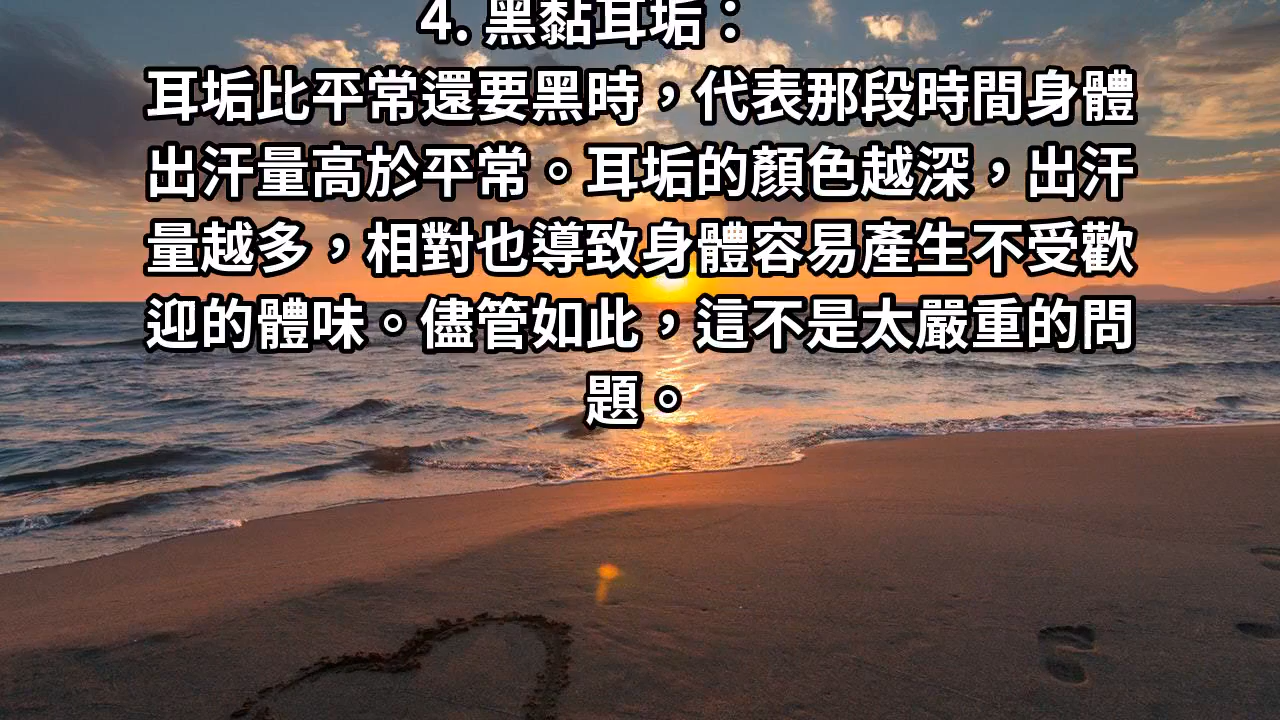 4. 黑黏耳垢：
耳垢比平常還要黑時，代表那段時間身體
出汗量高於平常。耳垢的顏色越深，出汗
量越多，相對也導致身體容易產生不受歡
迎的體味。儘管如此，這不是太嚴重的問
題。